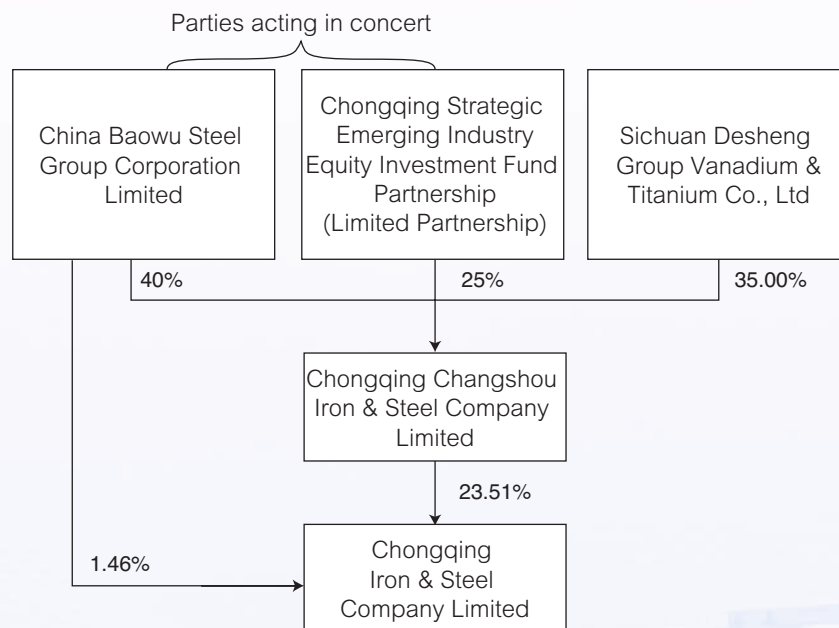 Parties acting in concert
China Baowu Steel
Group Corporation
Limited
Chongqing Strategic
Emerging Industry
Equity Investment Fund
Partnership
(Limited Partnership)
Sichuan Desheng
Group Vanadium &
Titanium Co., Ltd
40%
25%
35.00%
Chongqing Changshou
Iron & Steel Company
Limited
23.51%
1.46%
Chongqing
Iron & Steel
Company Limited